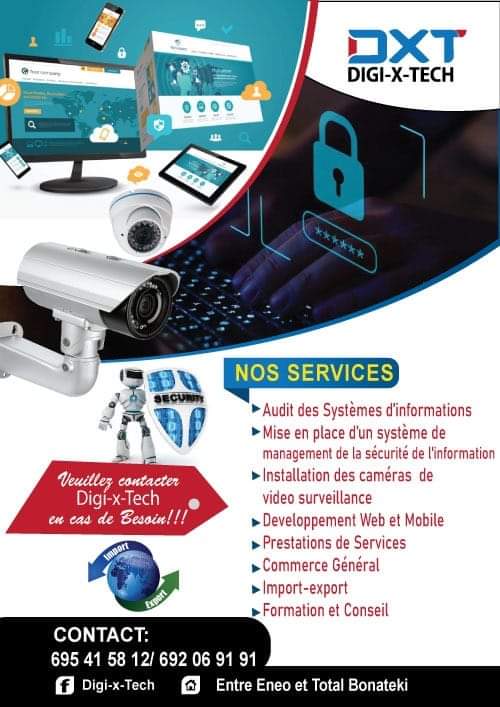 DXT
DIGI-X-TECH
******
SECURITY
NOS SERVICES
Audit des Systèmes d'informations
Mise en place d'un système de
management de la sécurité de l'information
Installation des caméras de
video surveillance
Developpement Web et Mobile
Prestations de Services
Commerce Général
Import-export
Formation et Conseil
Veuillez contacter
Digi-x-Tech
en cas de Besoin!!!
Import
Export
CONTACT:
695 41 58 12/ 692 06 91 91
Digi-x-Tech
Entre Eneo et Total Bonateki